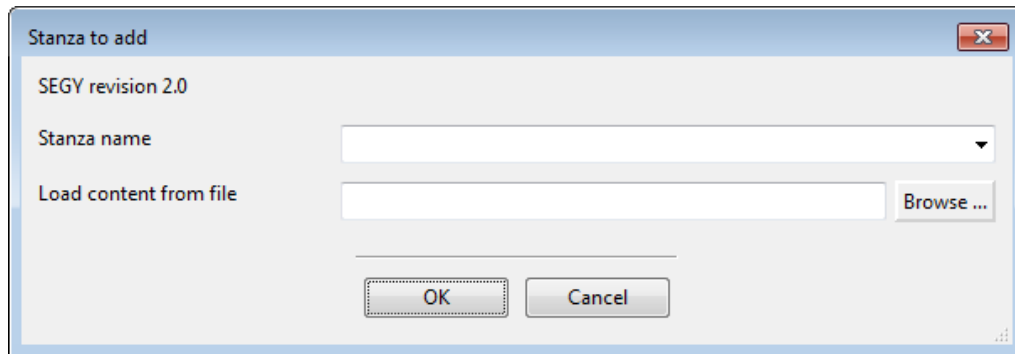 Stanza to add
SEGY revision 2.0
Stanza name
Load content from file
Browse ...
OK
Cancel